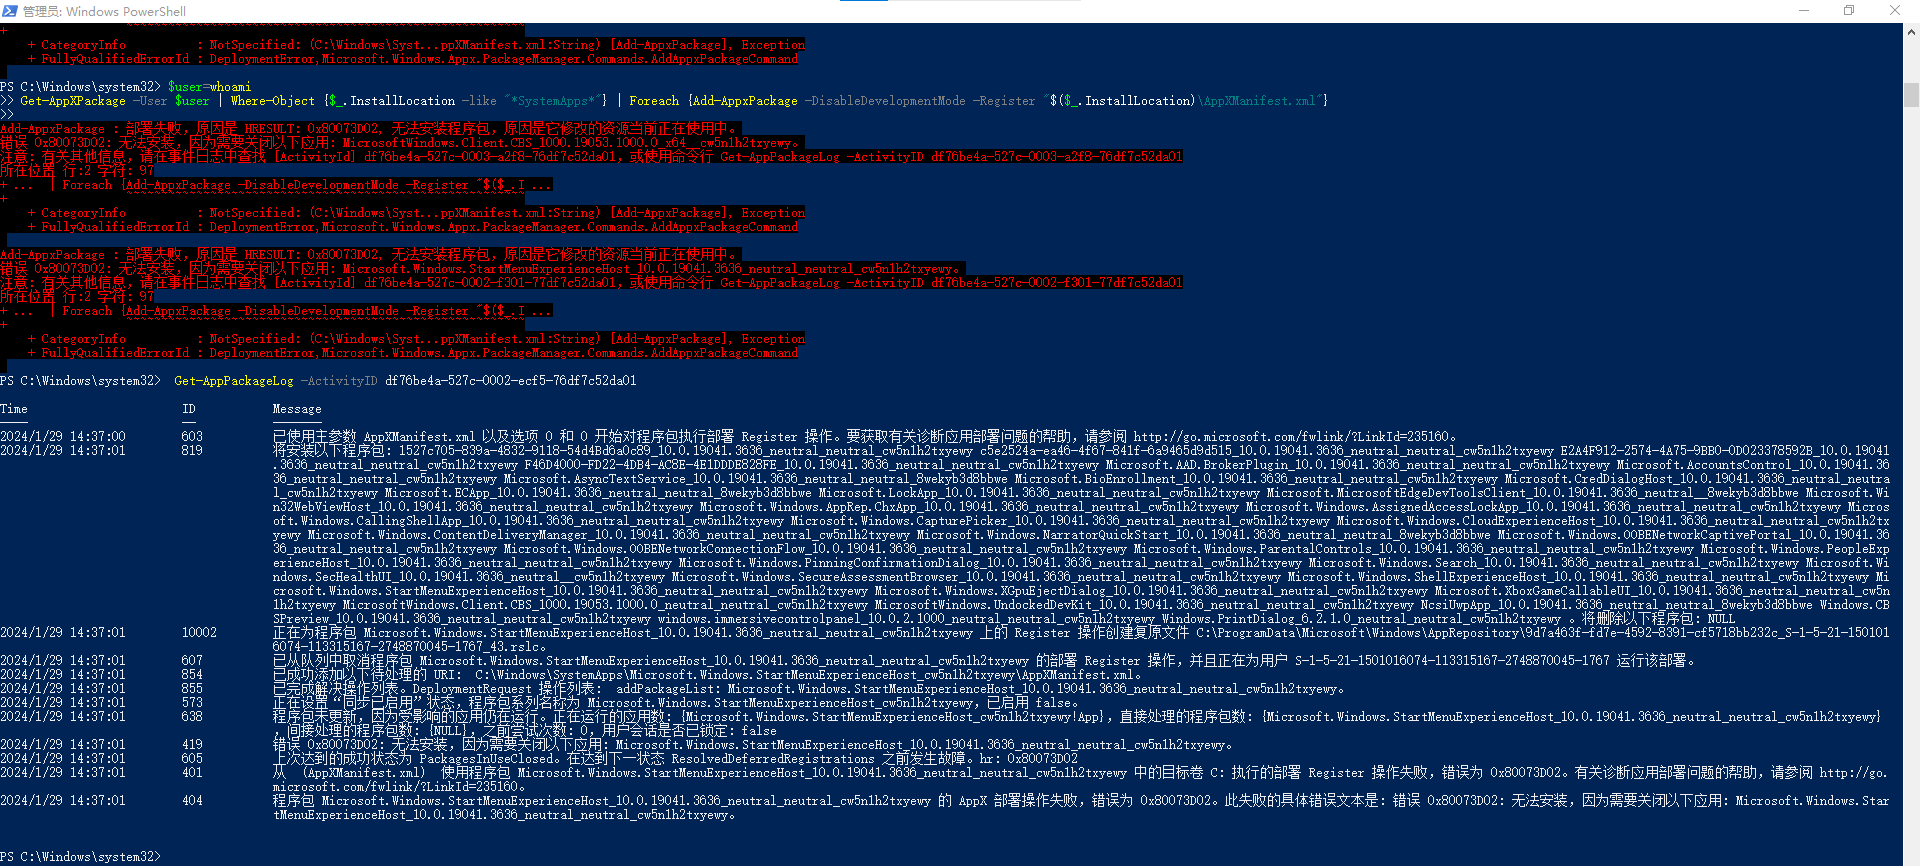 管理员: Windows PowerShell
+
    + CategoryInfo          : NotSpecified: (C:\Windows\Syst...ppXManifest.xml:String) [Add-AppxPackage], Exception
    + FullyQualifiedErrorId : DeploymentError,Microsoft.Windows.Appx.PackageManager.Commands.AddAppxPackageCommand
PS C:\Windows\system32> $user=whoami
>> Get-AppXPackage -User $user | Where-Object {$_.InstallLocation -like "*SystemApps*"} | Foreach {Add-AppxPackage -DisableDevelopmentMode -Register "$($_.InstallLocation)\AppXManifest.xml"}
>>
Add-AppxPackage : 部署失败，原因是 HRESULT: 0x80073D02, 无法安装程序包，原因是它修改的资源当前正在使用中。
错误 0x80073D02: 无法安装，因为需要关闭以下应用: MicrosoftWindows.Client.CBS_1000.19053.1000.0_x64__cw5n1h2txyewy。
注意: 有关其他信息，请在事件日志中查找 [ActivityId] df76be4a-527c-0003-a2f8-76df7c52da01，或使用命令行 Get-AppPackageLog -ActivityID df76be4a-527c-0003-a2f8-76df7c52da01
所在位置 行:2 字符: 97
+ ...  | Foreach {Add-AppxPackage -DisableDevelopmentMode -Register "$($_.I ...
+
    + CategoryInfo          : NotSpecified: (C:\Windows\Syst...ppXManifest.xml:String) [Add-AppxPackage], Exception
    + FullyQualifiedErrorId : DeploymentError,Microsoft.Windows.Appx.PackageManager.Commands.AddAppxPackageCommand
Add-AppxPackage : 部署失败，原因是 HRESULT: 0x80073D02, 无法安装程序包，原因是它修改的资源当前正在使用中。
错误 0x80073D02: 无法安装，因为需要关闭以下应用: Microsoft.Windows.StartMenuExperienceHost_10.0.19041.3636_neutral_neutral_cw5n1h2txyewy。
注意: 有关其他信息，请在事件日志中查找 [ActivityId] df76be4a-527c-0002-f301-77df7c52da01，或使用命令行 Get-AppPackageLog -ActivityID df76be4a-527c-0002-f301-77df7c52da01
所在位置 行:2 字符: 97
+ ...  | Foreach {Add-AppxPackage -DisableDevelopmentMode -Register "$($_.I ...
+
    + CategoryInfo          : NotSpecified: (C:\Windows\Syst...ppXManifest.xml:String) [Add-AppxPackage], Exception
    + FullyQualifiedErrorId : DeploymentError,Microsoft.Windows.Appx.PackageManager.Commands.AddAppxPackageCommand
PS C:\Windows\system32>  Get-AppPackageLog -ActivityID df76be4a-527c-0002-ecf5-76df7c52da01
Time                      ID           Message
----                      --           -------
2024/1/29 14:37:00        603          已使用主参数 AppXManifest.xml 以及选项 0 和 0 开始对程序包执行部署 Register 操作。要获取有关诊断应用部署问题的帮助，请参阅 http://go.microsoft.com/fwlink/?LinkId=235160。
2024/1/29 14:37:01        819          将安装以下程序包: 1527c705-839a-4832-9118-54d4Bd6a0c89_10.0.19041.3636_neutral_neutral_cw5n1h2txyewy c5e2524a-ea46-4f67-841f-6a9465d9d515_10.0.19041.3636_neutral_neutral_cw5n1h2txyewy E2A4F912-2574-4A75-9BB0-0D023378592B_10.0.19041
.3636_neutral_neutral_cw5n1h2txyewy F46D4000-FD22-4DB4-AC8E-4E1DDDE828FE_10.0.19041.3636_neutral_neutral_cw5n1h2txyewy Microsoft.AAD.BrokerPlugin_10.0.19041.3636_neutral_neutral_cw5n1h2txyewy Microsoft.AccountsControl_10.0.19041.36
36_neutral_neutral_cw5n1h2txyewy Microsoft.AsyncTextService_10.0.19041.3636_neutral_neutral_8wekyb3d8bbwe Microsoft.BioEnrollment_10.0.19041.3636_neutral_neutral_cw5n1h2txyewy Microsoft.CredDialogHost_10.0.19041.3636_neutral_neutra
l_cw5n1h2txyewy Microsoft.ECApp_10.0.19041.3636_neutral_neutral_8wekyb3d8bbwe Microsoft.LockApp_10.0.19041.3636_neutral_neutral_cw5n1h2txyewy Microsoft.MicrosoftEdgeDevToolsClient_10.0.19041.3636_neutral__8wekyb3d8bbwe Microsoft.Wi
n32WebViewHost_10.0.19041.3636_neutral_neutral_cw5n1h2txyewy Microsoft.Windows.AppRep.ChxApp_10.0.19041.3636_neutral_neutral_cw5n1h2txyewy Microsoft.Windows.AssignedAccessLockApp_10.0.19041.3636_neutral_neutral_cw5n1h2txyewy Micros
oft.Windows.CallingShellApp_10.0.19041.3636_neutral_neutral_cw5n1h2txyewy Microsoft.Windows.CapturePicker_10.0.19041.3636_neutral_neutral_cw5n1h2txyewy Microsoft.Windows.CloudExperienceHost_10.0.19041.3636_neutral_neutral_cw5n1h2tx
yewy Microsoft.Windows.ContentDeliveryManager_10.0.19041.3636_neutral_neutral_cw5n1h2txyewy Microsoft.Windows.NarratorQuickStart_10.0.19041.3636_neutral_neutral_8wekyb3d8bbwe Microsoft.Windows.OOBENetworkCaptivePortal_10.0.19041.36
36_neutral_neutral_cw5n1h2txyewy Microsoft.Windows.OOBENetworkConnectionFlow_10.0.19041.3636_neutral_neutral_cw5n1h2txyewy Microsoft.Windows.ParentalControls_10.0.19041.3636_neutral_neutral_cw5n1h2txyewy Microsoft.Windows.PeopleExp
erienceHost_10.0.19041.3636_neutral_neutral_cw5n1h2txyewy Microsoft.Windows.PinningConfirmationDialog_10.0.19041.3636_neutral_neutral_cw5n1h2txyewy Microsoft.Windows.Search_10.0.19041.3636_neutral_neutral_cw5n1h2txyewy Microsoft.Wi
ndows.SecHealthUI_10.0.19041.3636_neutral__cw5n1h2txyewy Microsoft.Windows.SecureAssessmentBrowser_10.0.19041.3636_neutral_neutral_cw5n1h2txyewy Microsoft.Windows.ShellExperienceHost_10.0.19041.3636_neutral_neutral_cw5n1h2txyewy Mi
crosoft.Windows.StartMenuExperienceHost_10.0.19041.3636_neutral_neutral_cw5n1h2txyewy Microsoft.Windows.XGpuEjectDialog_10.0.19041.3636_neutral_neutral_cw5n1h2txyewy Microsoft.XboxGameCallableUI_10.0.19041.3636_neutral_neutral_cw5n
1h2txyewy MicrosoftWindows.Client.CBS_1000.19053.1000.0_neutral_neutral_cw5n1h2txyewy MicrosoftWindows.UndockedDevKit_10.0.19041.3636_neutral_neutral_cw5n1h2txyewy NcsiUwpApp_10.0.19041.3636_neutral_neutral_8wekyb3d8bbwe Windows.CB
SPreview_10.0.19041.3636_neutral_neutral_cw5n1h2txyewy windows.immersivecontrolpanel_10.0.2.1000_neutral_neutral_cw5n1h2txyewy Windows.PrintDialog_6.2.1.0_neutral_neutral_cw5n1h2txyewy 。将删除以下程序包: NULL
2024/1/29 14:37:01        10002        正在为程序包 Microsoft.Windows.StartMenuExperienceHost_10.0.19041.3636_neutral_neutral_cw5n1h2txyewy 上的 Register 操作创建复原文件 C:\ProgramData\Microsoft\Windows\AppRepository\9d7a463f-fd7e-4592-8391-cf5718bb232c_S-1-5-21-150101
6074-113315167-2748870045-1767_43.rslc。
2024/1/29 14:37:01        607          已从队列中取消程序包 Microsoft.Windows.StartMenuExperienceHost_10.0.19041.3636_neutral_neutral_cw5n1h2txyewy 的部署 Register 操作，并且正在为用户 S-1-5-21-1501016074-113315167-2748870045-1767 运行该部署。
2024/1/29 14:37:01        854          已成功添加以下待处理的 URI:  C:\Windows\SystemApps\Microsoft.Windows.StartMenuExperienceHost_cw5n1h2txyewy\AppXManifest.xml。
2024/1/29 14:37:01        855          已完成解决操作列表。DeploymentRequest 操作列表:  addPackageList: Microsoft.Windows.StartMenuExperienceHost_10.0.19041.3636_neutral_neutral_cw5n1h2txyewy。
2024/1/29 14:37:01        573          正在设置“同步已启用”状态，程序包系列名称为 Microsoft.Windows.StartMenuExperienceHost_cw5n1h2txyewy，已启用 false。
2024/1/29 14:37:01        638          程序包未更新，因为受影响的应用仍在运行。正在运行的应用数: {Microsoft.Windows.StartMenuExperienceHost_cw5n1h2txyewy!App}，直接处理的程序包数: {Microsoft.Windows.StartMenuExperienceHost_10.0.19041.3636_neutral_neutral_cw5n1h2txyewy}
，间接处理的程序包数: {NULL}，之前尝试次数: 0，用户会话是否已锁定: false
2024/1/29 14:37:01        419          错误 0x80073D02: 无法安装，因为需要关闭以下应用: Microsoft.Windows.StartMenuExperienceHost_10.0.19041.3636_neutral_neutral_cw5n1h2txyewy。
2024/1/29 14:37:01        605          上次达到的成功状态为 PackagesInUseClosed。在达到下一状态 ResolvedDeferredRegistrations 之前发生故障。hr: 0x80073D02
2024/1/29 14:37:01        401          从  (AppXManifest.xml)  使用程序包 Microsoft.Windows.StartMenuExperienceHost_10.0.19041.3636_neutral_neutral_cw5n1h2txyewy 中的目标卷 C: 执行的部署 Register 操作失败，错误为 0x80073D02。有关诊断应用部署问题的帮助，请参阅 http://go.
microsoft.com/fwlink/?LinkId=235160。
2024/1/29 14:37:01        404          程序包 Microsoft.Windows.StartMenuExperienceHost_10.0.19041.3636_neutral_neutral_cw5n1h2txyewy 的 AppX 部署操作失败，错误为 0x80073D02。此失败的具体错误文本是: 错误 0x80073D02: 无法安装，因为需要关闭以下应用: Microsoft.Windows.Star
tMenuExperienceHost_10.0.19041.3636_neutral_neutral_cw5n1h2txyewy。
PS C:\Windows\system32>